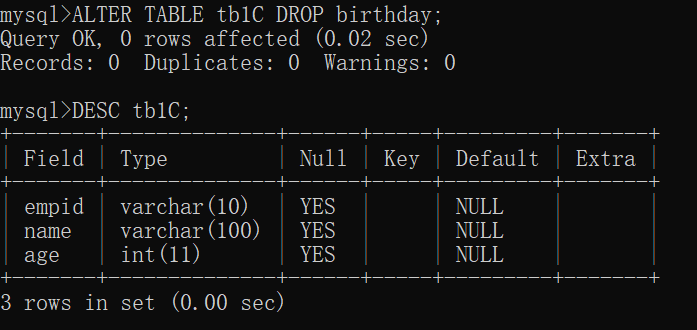 mysql>ALTER TABLE tb1C DROP birthday;
Query OK, 0 rows affected (0.02 sec)
Records: 0  Duplicates: 0  Warnings: 0
mysql>DESC tb1C;
+-------+--------------+------+-----+---------+-------+
| Field | Type         | Null | Key | Default | Extra |
+-------+--------------+------+-----+---------+-------+
| empid | varchar(10)  | YES  |     | NULL    |       |
| name  | varchar(100) | YES  |     | NULL    |       |
| age   | int(11)      | YES  |     | NULL    |       |
+-------+--------------+------+-----+---------+-------+
3 rows in set (0.00 sec)